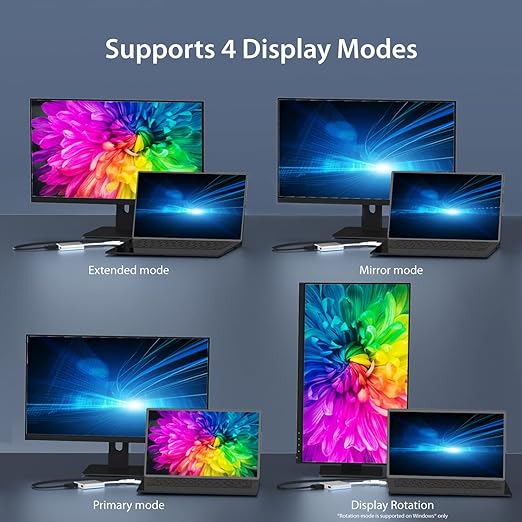 Supports 4 Display Modes
Extended mode
Mirror mode
Primary mode
Display Rotation
"Rotation mode is supported on Windows" only